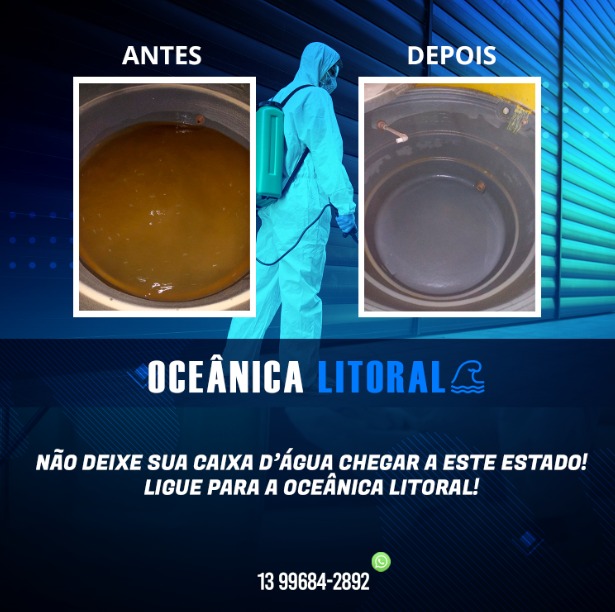 ANTES
DEPOIS
OCEÂNICA LITORAL
NÃO DEIXE SUA CAIXA D'ÁGUA CHEGAR A ESTE ESTADO!
LIGUE PARA A OCEÂNICA LITORAL!
13 99684-2892